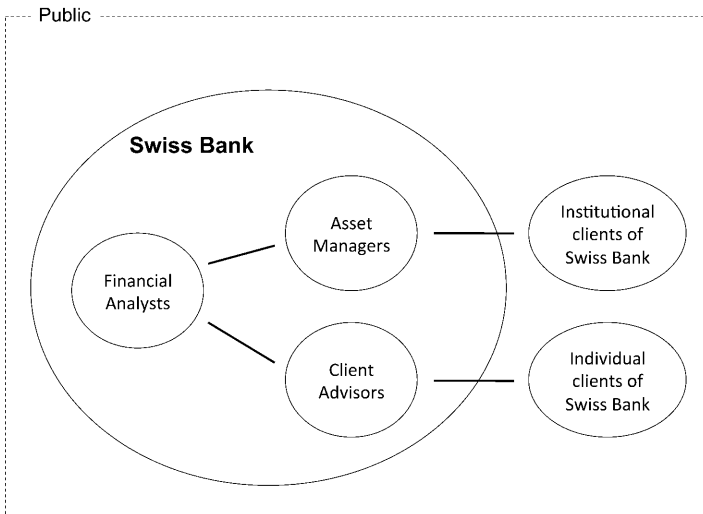 Public
Swiss Bank
Asset
Managers
Institutional
clients of
Swiss Bank
Financial
Analysts
Client
Advisors
Individual
clients of
Swiss Bank